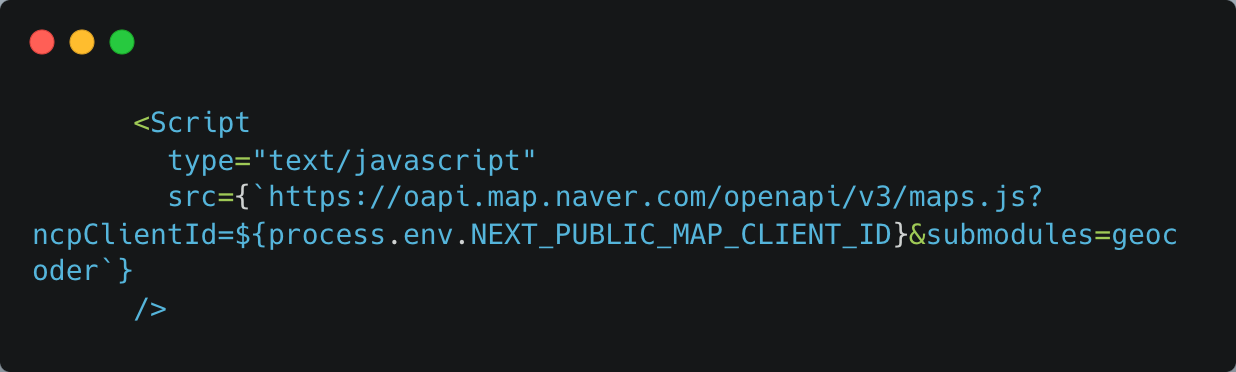 <Script
type="text/javascript"
src={`https://oapi.map.naver.com/openapi/v3/maps.js?
ncpClientId=${process.env.NEXT_PUBLIC_MAP_CLIENT_ID}&submodules=geoc
oder`}
/>